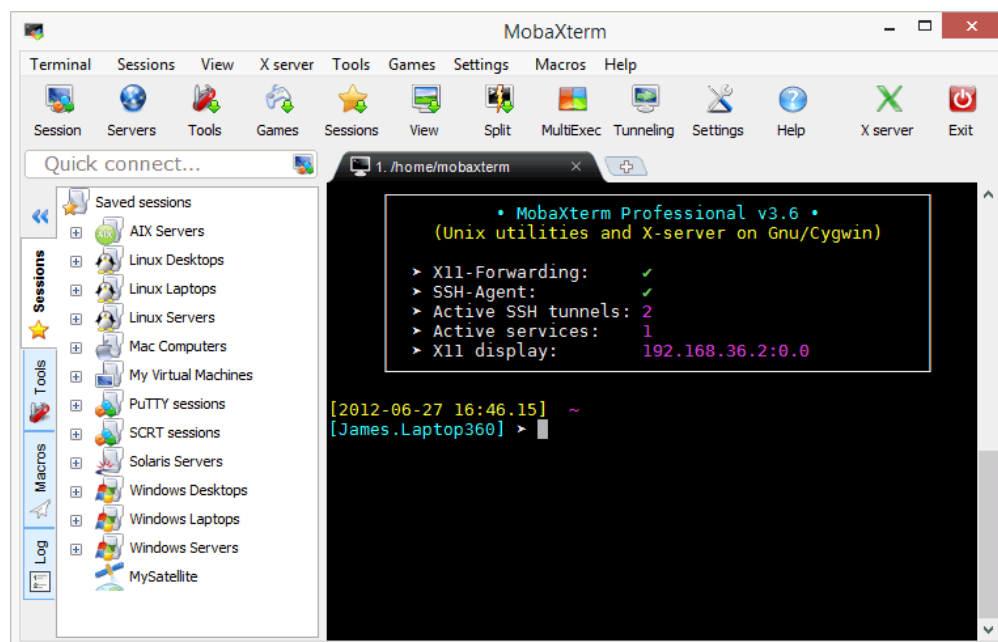 MobaXterm
Terminal Sessions View X server Tools Games Settings Macros Help
Session Servers Tools Games Sessions View Split MultiExec Tunneling Settings Help X server Exit
Quick connect...
1. /home/mobaxterm
Sessions
Tools
Macros
Log
Saved sessions
AIX Servers
Linux Desktops
Linux Laptops
Linux Servers
Mac Computers
My Virtual Machines
PuTTY sessions
SCRT sessions
Solaris Servers
Windows Desktops
Windows Laptops
Windows Servers
MySatellite
• MobaXterm Professional v3.6 •
(Unix utilities and X-server on Gnu/Cygwin)
➤ X11-Forwarding: ✔
➤ SSH-Agent: ✔
➤ Active SSH tunnels: 2
➤ Active services: 1
➤ X11 display: 192.168.36.2:0.0
[2012-06-27 16:46.15] ~
[James.Laptop360] ➤